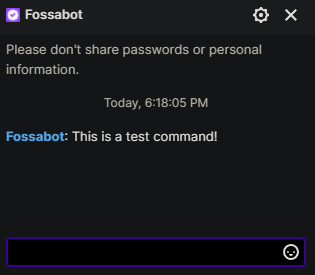 Fossabot
Please don't share passwords or personal
information.
Today, 6:18:05 PM
Fossabot: This is a test command!